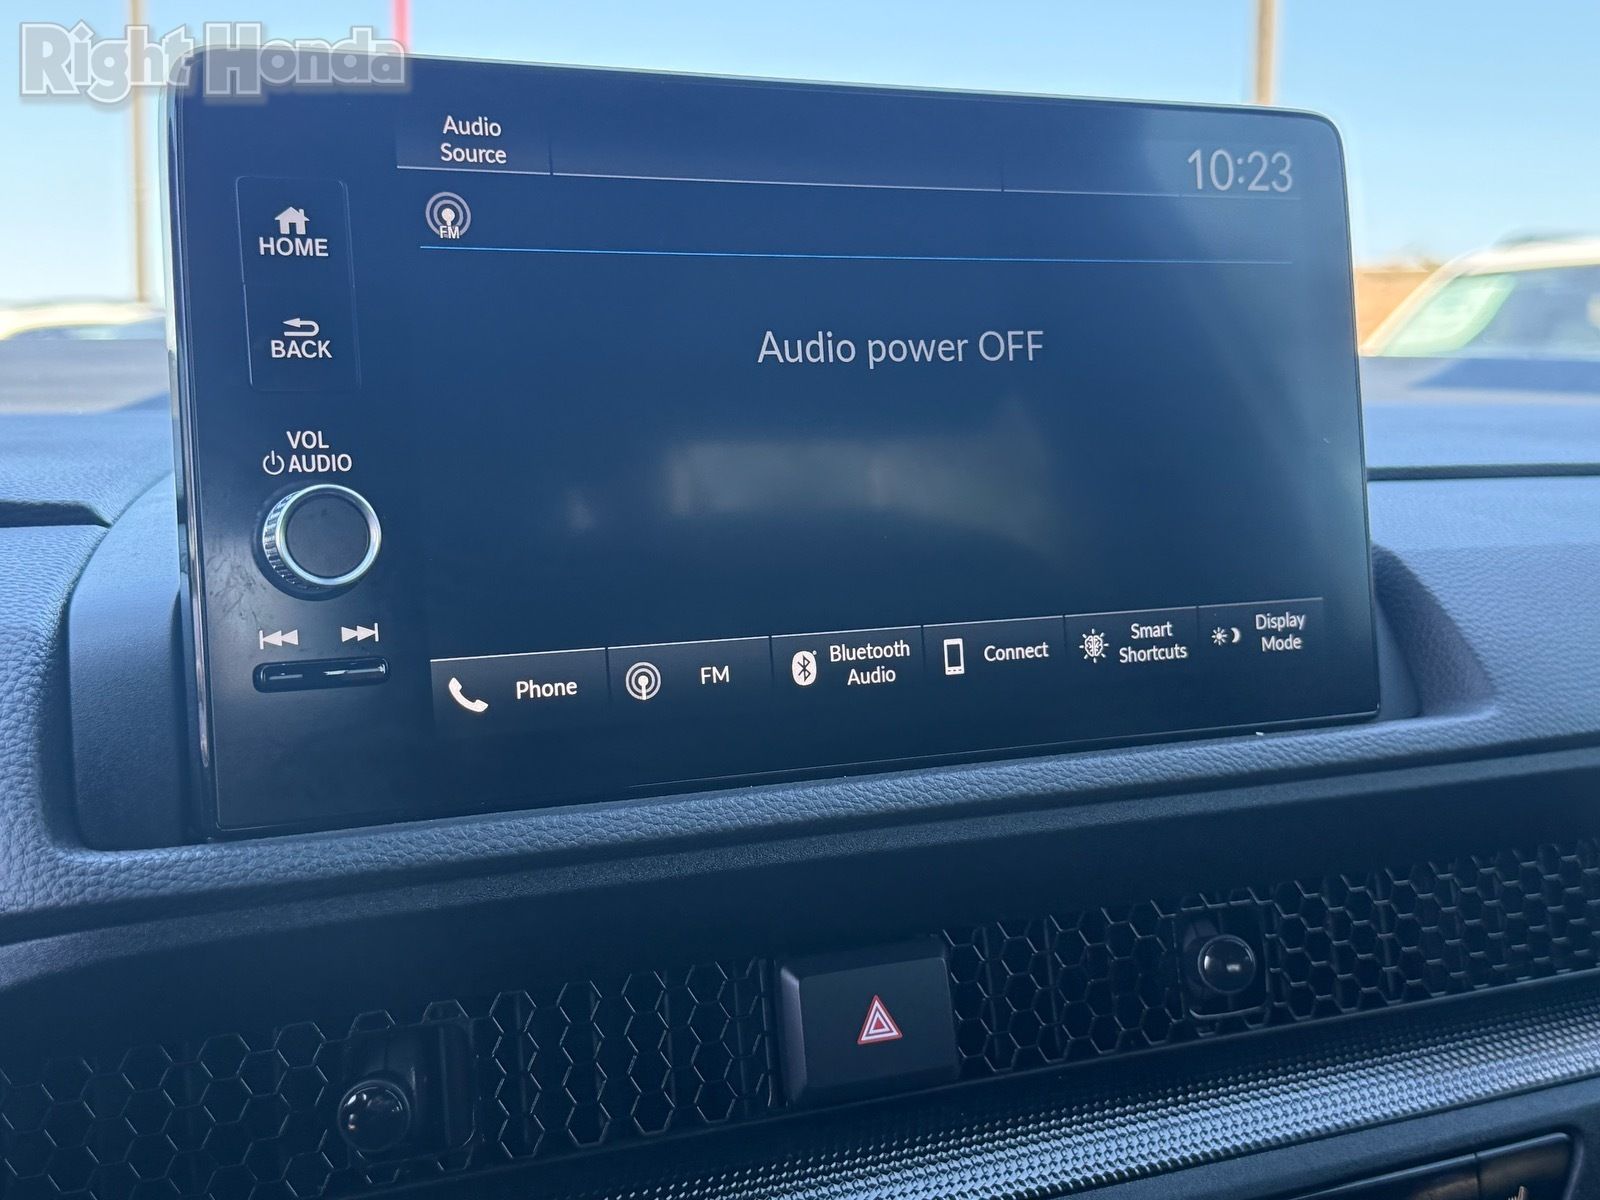 Right Honda
Audio
Source
10:23
FM
HOME
BACK
Audio power OFF
VOL
AUDIO
Phone
FM
Bluetooth
Audio
Connect
Smart
Shortcuts
Display
Mode